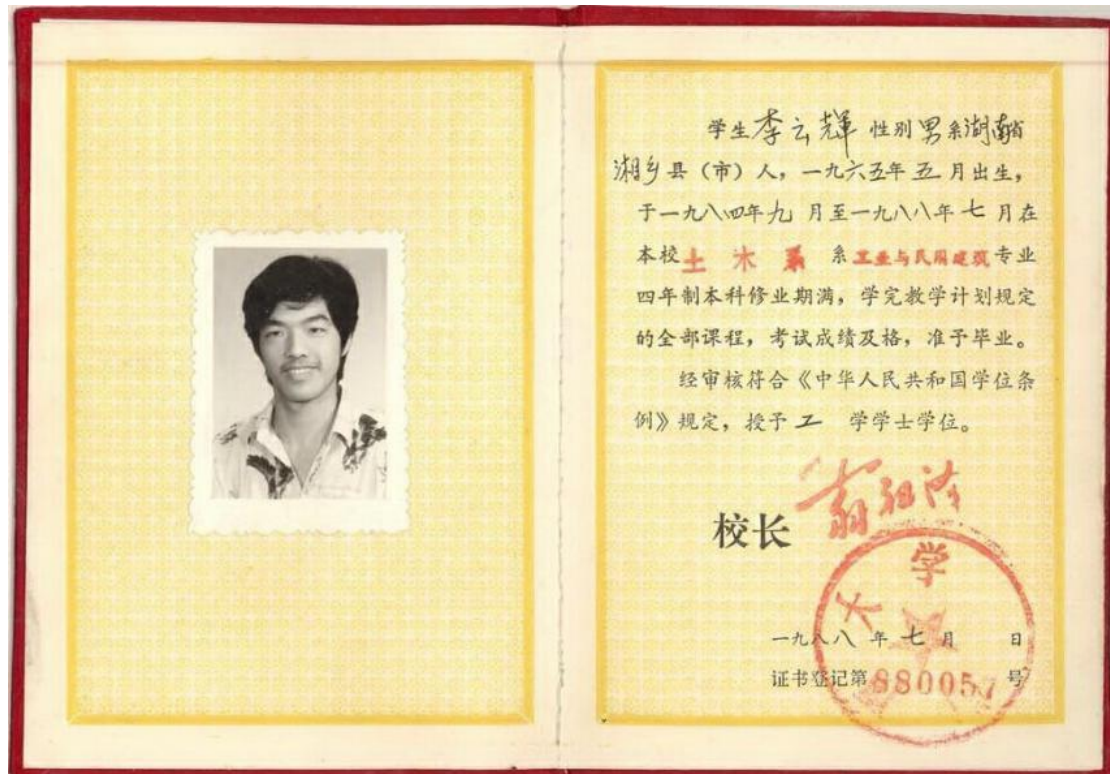 学生李云辉 性别男系湖南省
湘乡县(市)人，一九六五年五月出生，
于一九八四年九月至一九八八年七月在
本校土木系系工业与民用建筑专业
四年制本科修业期满，学完教学计划规定
的全部课程，考试成绩及格，准予毕业。
经审核符合《中华人民共和国学位条
例》规定，授予工 学学士学位。
校长
大学
一九八八年七月 日
证书登记第880057号